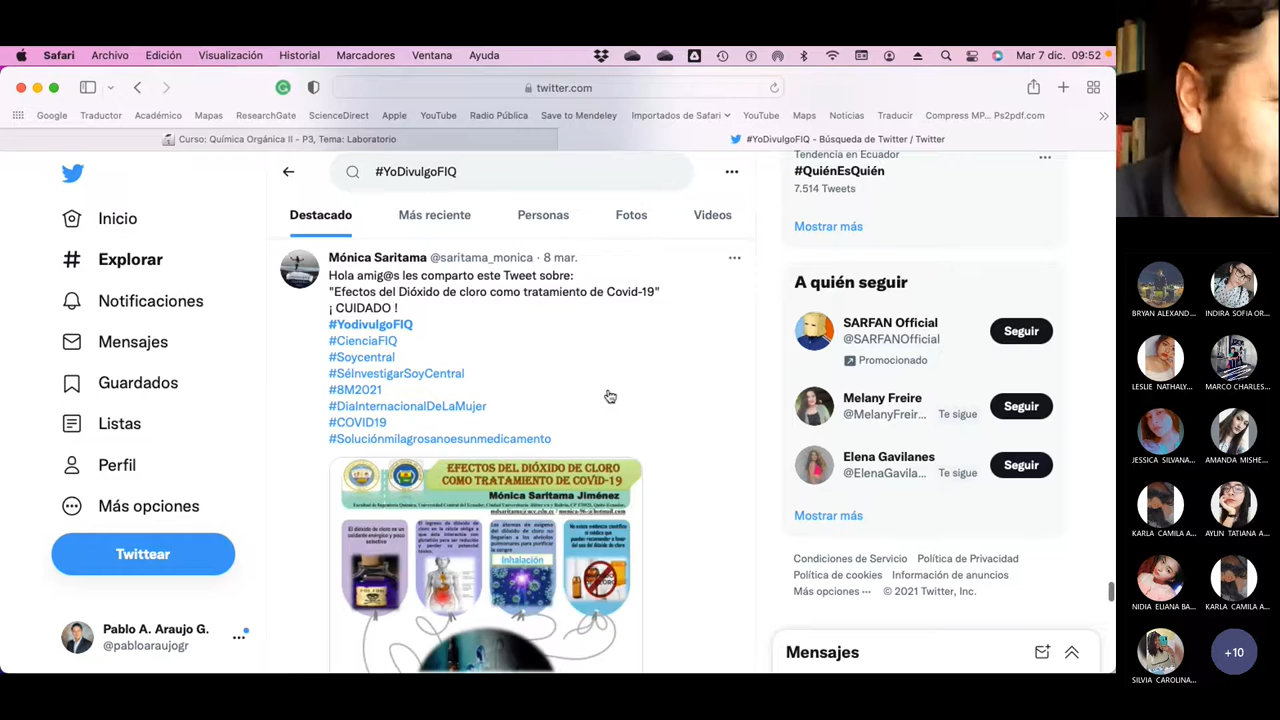 Safari Archivo Edición Visualización Historial Marcadores Ventana Ayuda Mar 7 dic. 09:52
twitter.com
Google Traductor Académico Mapas ResearchGate ScienceDirect Apple YouTube Radio Pública Save to Mendeley Importados de Safari YouTube Maps Noticias Traducir Compress MP... Ps2pdf.com
Curso: Química Orgánica II - P3, Tema: Laboratorio
#YoDivulgoFIQ - Búsqueda de Twitter / Twitter
Inicio
Explorar
Notificaciones
Mensajes
Guardados
Listas
Perfil
Más opciones
Twittear
Pablo A. Araujo G.
@pabloaraujogr
#YoDivulgoFIQ
Destacado Más reciente Personas Fotos Videos
Mónica Saritama @saritama_monica · 8 mar.
Hola amig@s les comparto este Tweet sobre:
"Efectos del Dióxido de cloro como tratamiento de Covid-19"
¡ CUIDADO !
#YodivulgoFIQ
#CienciaFIQ
#Soycentral
#SéInvestigarSoyCentral
#8M2021
#DiaInternacionalDeLaMujer
#COVID19
#Soluciónmilagrosanoesunmedicamento
EFECTOS DEL DIÓXIDO DE CLORO
COMO TRATAMIENTO DE COVID-19
Mónica Saritama Jiménez
Inhalación
Tendencia en Ecuador
#QuiénEsQuién
7.514 Tweets
Mostrar más
A quién seguir
SARFAN Official
@SARFANOfficial
Promocionado
Seguir
Melany Freire
@MelanyFreir... Te sigue
Seguir
Elena Gavilanes
@ElenaGavila... Te sigue
Seguir
Mostrar más
Condiciones de Servicio Política de Privacidad
Política de cookies Información de anuncios
Más opciones ··· © 2021 Twitter, Inc.
Mensajes
BRYAN ALEXAND... INDIRA SOFIA OR...
LESLIE NATHALY... MARCO CHARLES...
JESSICA SILVANA... AMANDA MISHE...
KARLA CAMILA A... AYLIN TATIANA A...
NIDIA ELIANA BA... KARLA CAMILA A...
SILVIA CAROLINA...
+10